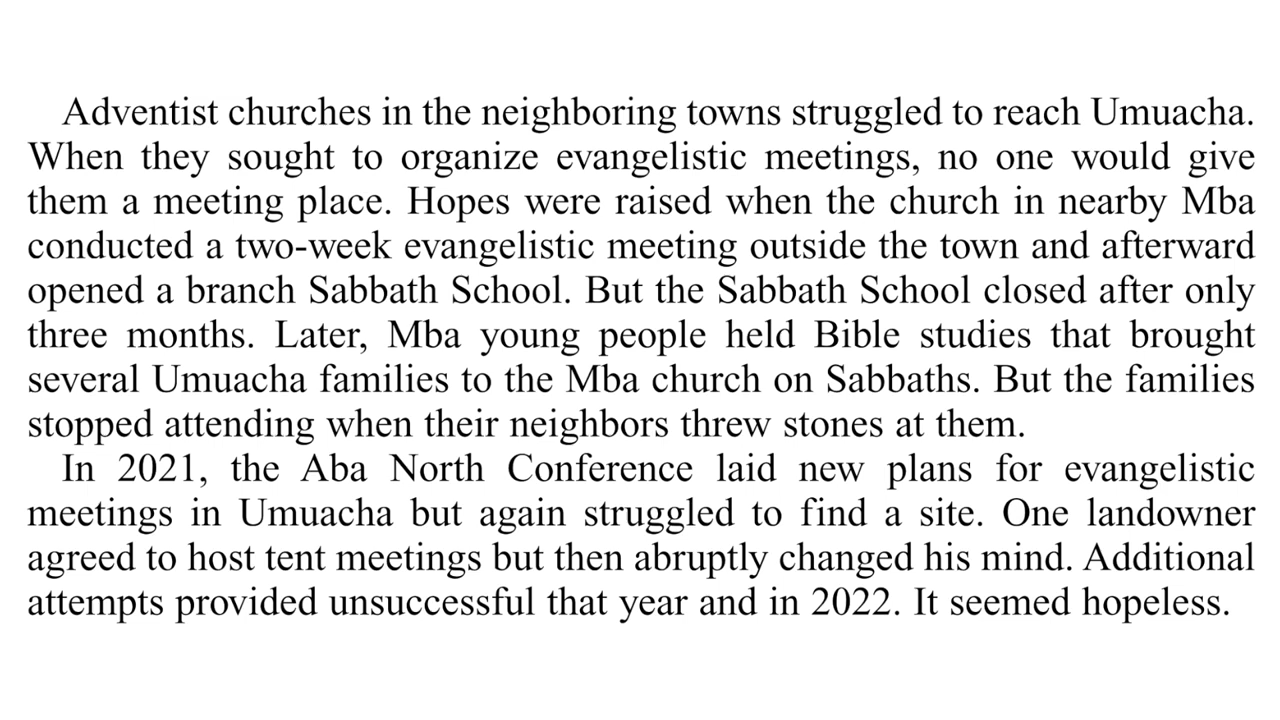 Adventist churches in the neighboring towns struggled to reach Umuacha.
When they sought to organize evangelistic meetings, no one would give
them a meeting place. Hopes were raised when the church in nearby Mba
conducted a two-week evangelistic meeting outside the town and afterward
opened a branch Sabbath School. But the Sabbath School closed after only
three months. Later, Mba young people held Bible studies that brought
several Umuacha families to the Mba church on Sabbaths. But the families
stopped attending when their neighbors threw stones at them.
In 2021, the Aba North Conference laid new plans for evangelistic
meetings in Umuacha but again struggled to find a site. One landowner
agreed to host tent meetings but then abruptly changed his mind. Additional
attempts provided unsuccessful that year and in 2022. It seemed hopeless.